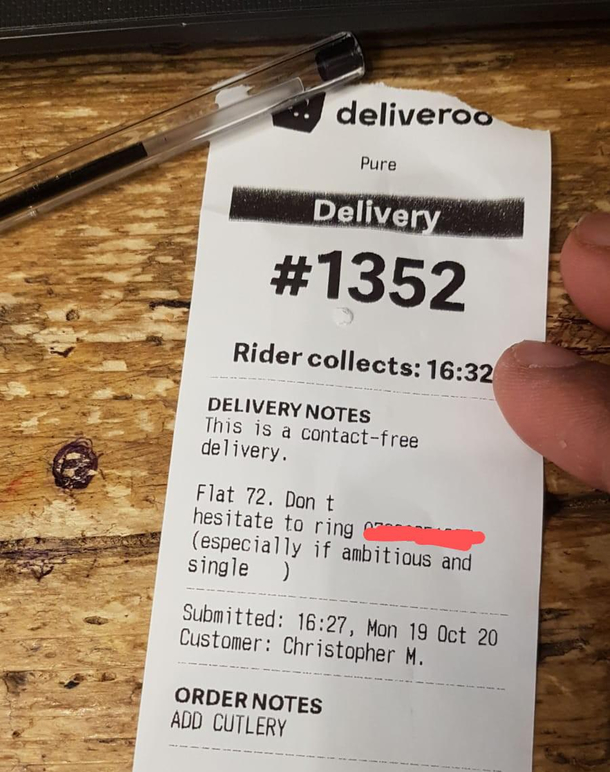 deliveroo
Pure
Delivery
#1352
Rider collects: 16:32
DELIVERY NOTES
This is a contact-free
delivery.
Flat 72. Don t
hesitate to ring
(especially if ambitious and
single )
Submitted: 16:27, Mon 19 Oct 20
Customer: Christopher M.
ORDER NOTES
ADD CUTLERY